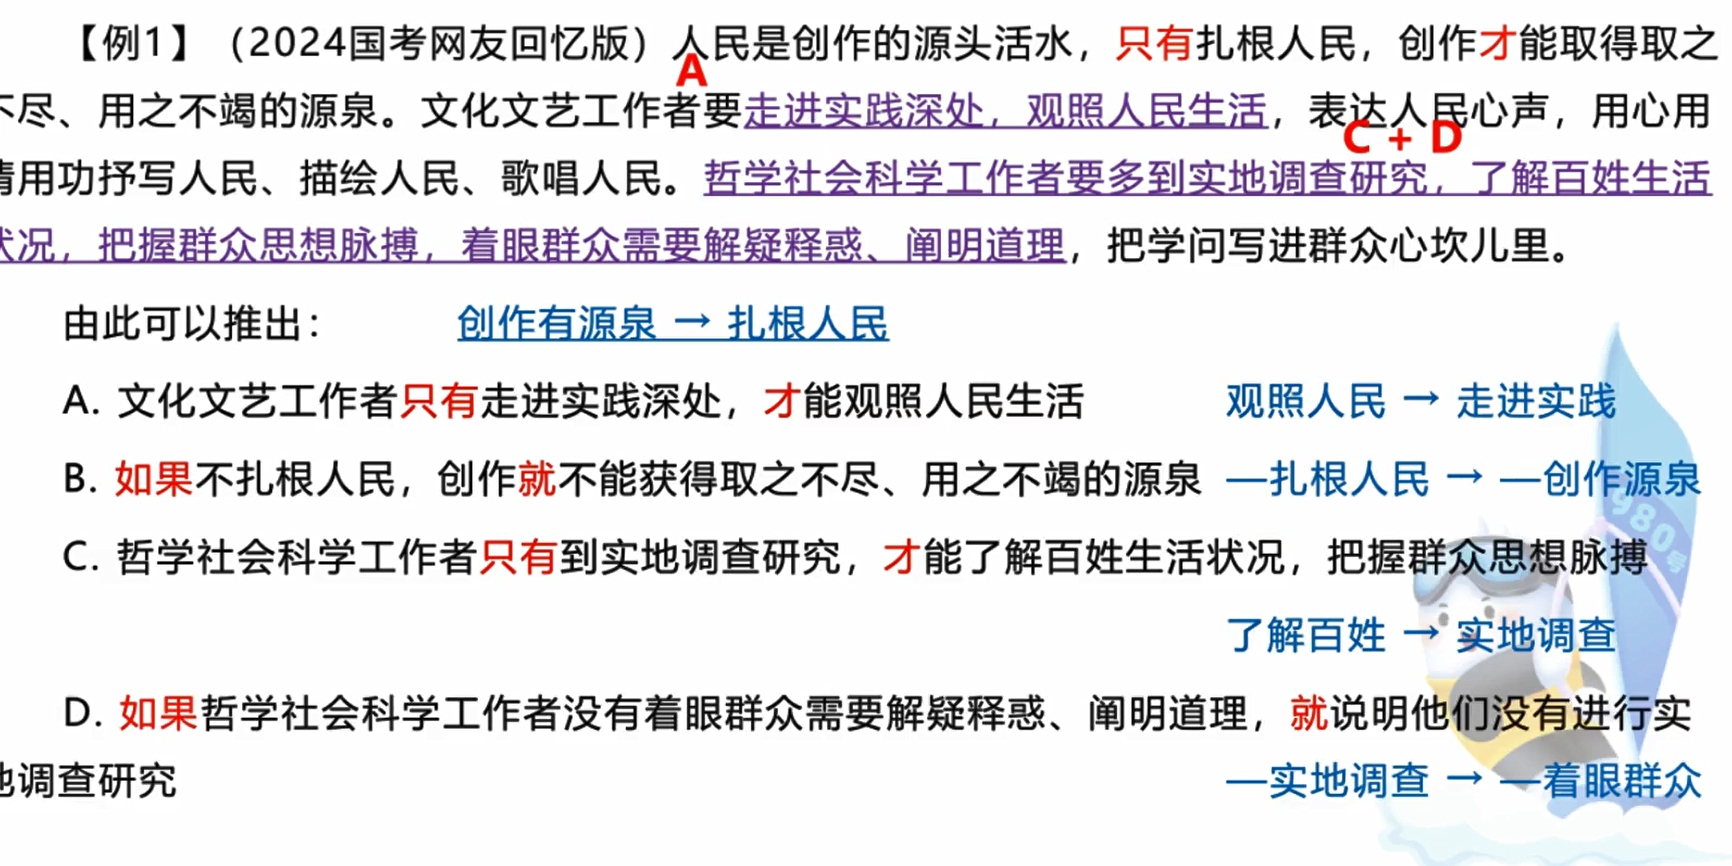 【例1】（2024国考网友回忆版）人民是创作的源头活水，只有扎根人民，创作才能取得取之
A
不尽、用之不竭的源泉。文化文艺工作者要走进实践深处，观照人民生活，表达人民心声，用心用
C + D
情用功抒写人民、描绘人民、歌唱人民。哲学社会科学工作者要多到实地调查研究，了解百姓生活
状况，把握群众思想脉搏，着眼群众需要解疑释惑、阐明道理，把学问写进群众心坎儿里。
由此可以推出： 创作有源泉 → 扎根人民
A. 文化文艺工作者只有走进实践深处，才能观照人民生活 观照人民 → 走进实践
B. 如果不扎根人民，创作就不能获得取之不尽、用之不竭的源泉 —扎根人民 → —创作源泉
980号
C. 哲学社会科学工作者只有到实地调查研究，才能了解百姓生活状况，把握群众思想脉搏
了解百姓 → 实地调查
D. 如果哲学社会科学工作者没有着眼群众需要解疑释惑、阐明道理，就说明他们没有进行实
地调查研究 —实地调查 → —着眼群众